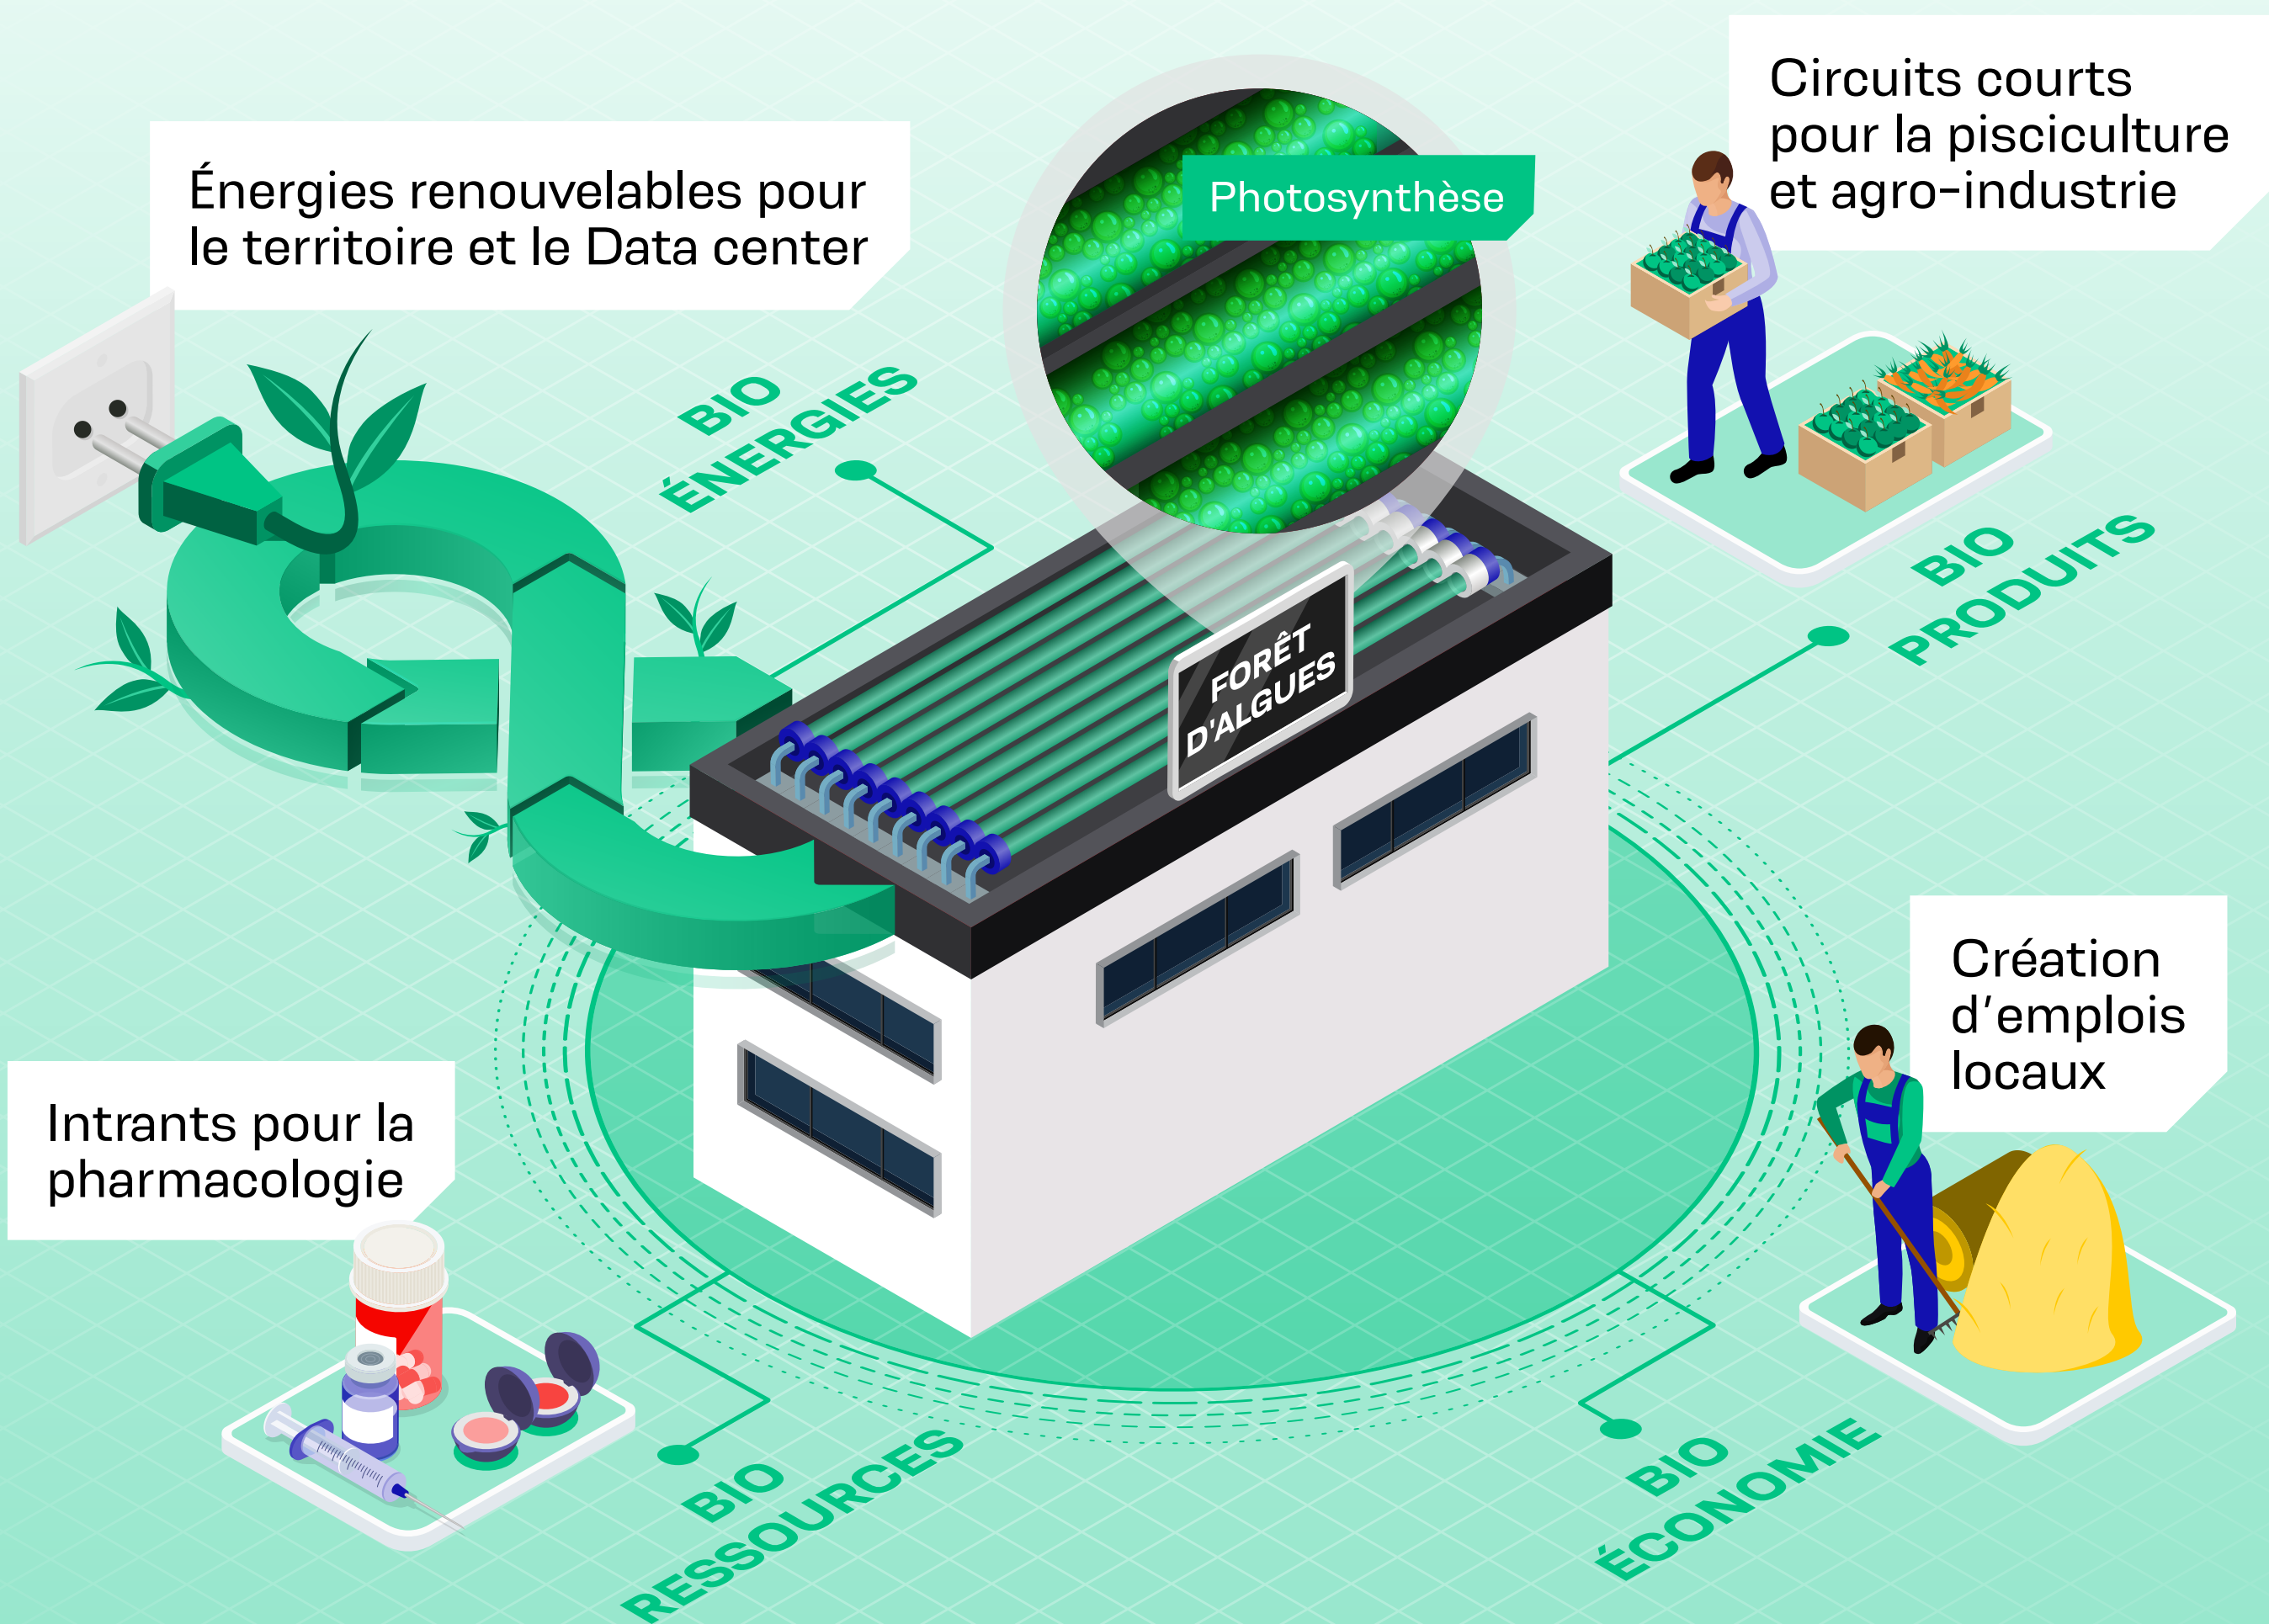 Énergies renouvelables pour
le territoire et le Data center
Photosynthèse
Circuits courts
pour la pisciculture
et agro-industrie
BIO
ÉNERGIES
BIO
PRODUITS
FORÊT
D'ALGUES
Création
d’emplois
locaux
Intrants pour la
pharmacologie
BIO
RESSOURCES
BIO
ÉCONOMIE